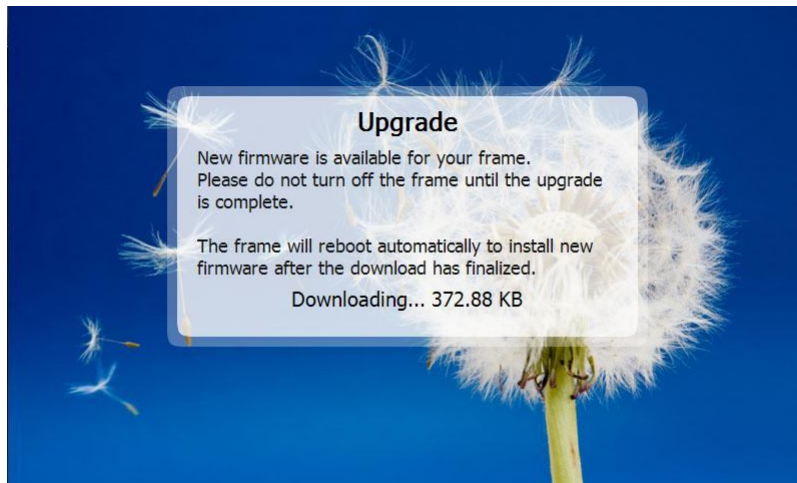 Upgrade
New firmware is available for your frame.
Please do not turn off the frame until the upgrade
is complete.
The frame will reboot automatically to install new
firmware after the download has finalized.
Downloading... 372.88 KB